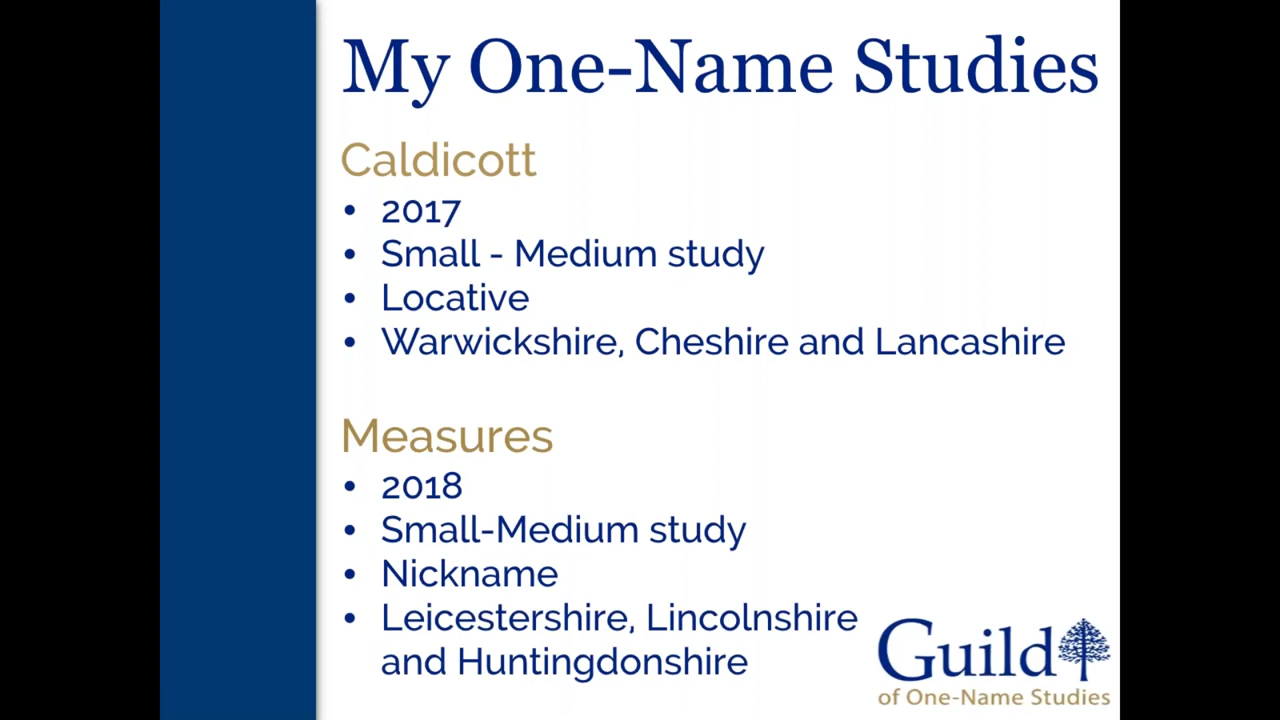 My One-Name Studies
Caldicott
• 2017
• Small - Medium study
• Locative
• Warwickshire, Cheshire and Lancashire
Measures
• 2018
• Small-Medium study
• Nickname
• Leicestershire, Lincolnshire
and Huntingdonshire
Guild
of One-Name Studies